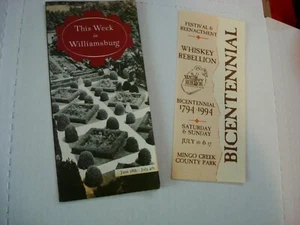 This Week
in
Williamsburg
FESTIVAL &
REENACTMENT
WHISKEY
REBELLION
BICENTENNIAL
1794-1994
SATURDAY
& SUNDAY
JULY 16 & 17
MINGO CREEK
COUNTY PARK
BICENTENNIAL